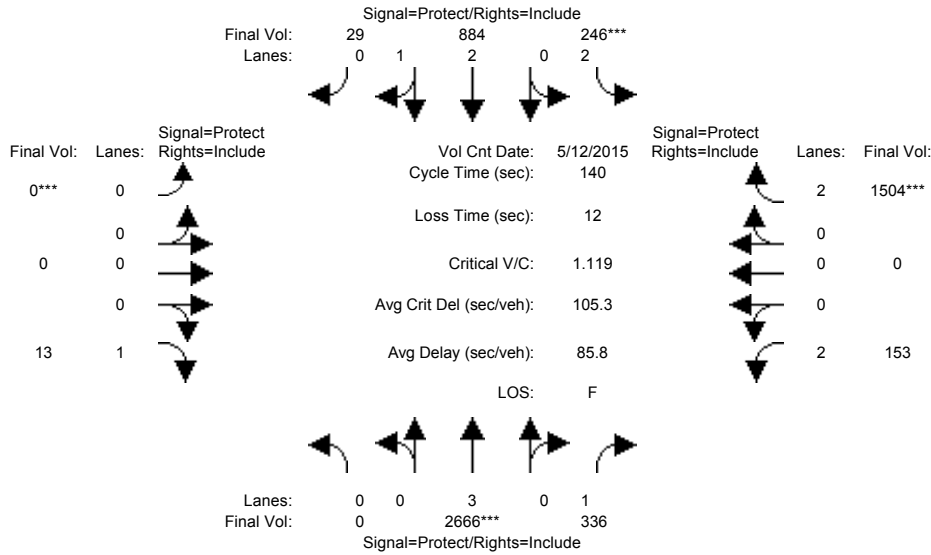 Signal=Protect/Rights=Include
Final Vol: 29 884 246***
Lanes: 0 1 2 0 2
Signal=Protect
Final Vol: Lanes: Rights=Include
Vol Cnt Date: 5/12/2015
Signal=Protect
Rights=Include Lanes: Final Vol:
Cycle Time (sec): 140
0*** 0
2 1504***
Loss Time (sec): 12
0
0
0 0
Critical V/C: 1.119
0 0
0
Avg Crit Del (sec/veh): 105.3
0
13 1
Avg Delay (sec/veh): 85.8
2 153
LOS: F
Lanes: 0 0 3 0 1
Final Vol: 0 2666*** 336
Signal=Protect/Rights=Include